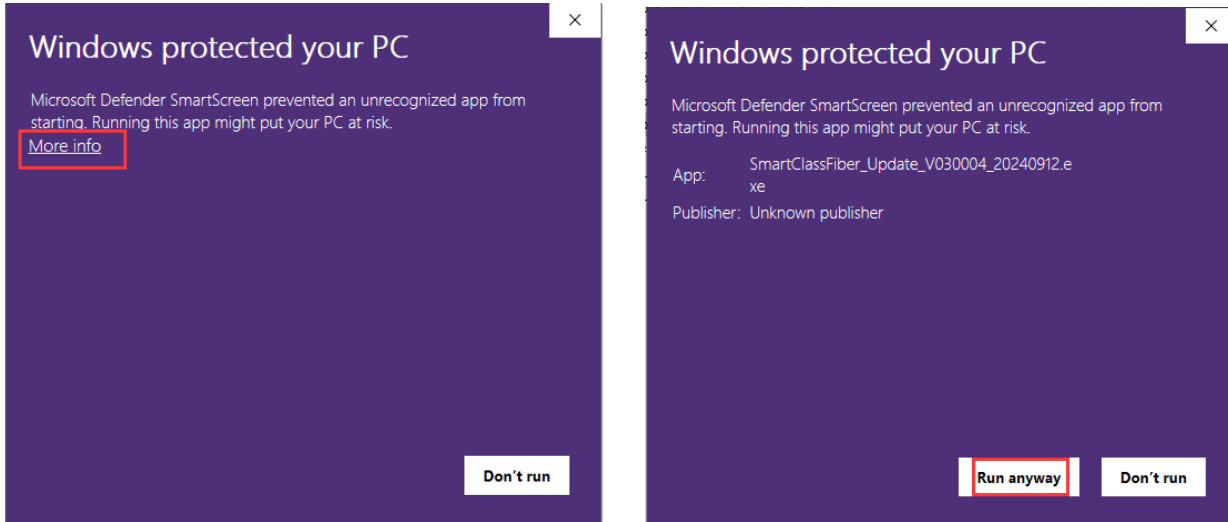 Windows protected your PC
Microsoft Defender SmartScreen prevented an unrecognized app from
starting. Running this app might put your PC at risk.
More info
Don't run
Windows protected your PC
Microsoft Defender SmartScreen prevented an unrecognized app from
starting. Running this app might put your PC at risk.
App: SmartClassFiber_Update_V030004_20240912.e
xe
Publisher: Unknown publisher
Run anyway Don't run